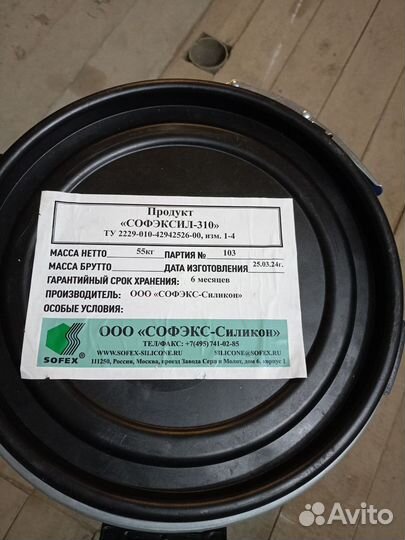 Продукт
«СОФЭКСИЛ-310»
ТУ 2229-010-42942526-00, изм. 1-4
МАССА НЕТТО 55кг ПАРТИЯ № 103
МАССА БРУТТО ДАТА ИЗГОТОВЛЕНИЯ 25.03.24г.
ГАРАНТИЙНЫЙ СРОК ХРАНЕНИЯ: 6 месяцев
ПРОИЗВОДИТЕЛЬ: ООО «СОФЭКС-Силикон»
ОСОБЫЕ УСЛОВИЯ:
SOFEX
ООО «СОФЭКС-Силикон»
ТЕЛ/ФАКС: +7(495) 741-02-85
WWW.SOFEX-SILICONE.RU SILICONE@SOFEX.RU
111250, Россия, Москва, проезд Завода Серп и Молот, дом 6, корпус 1
Avito